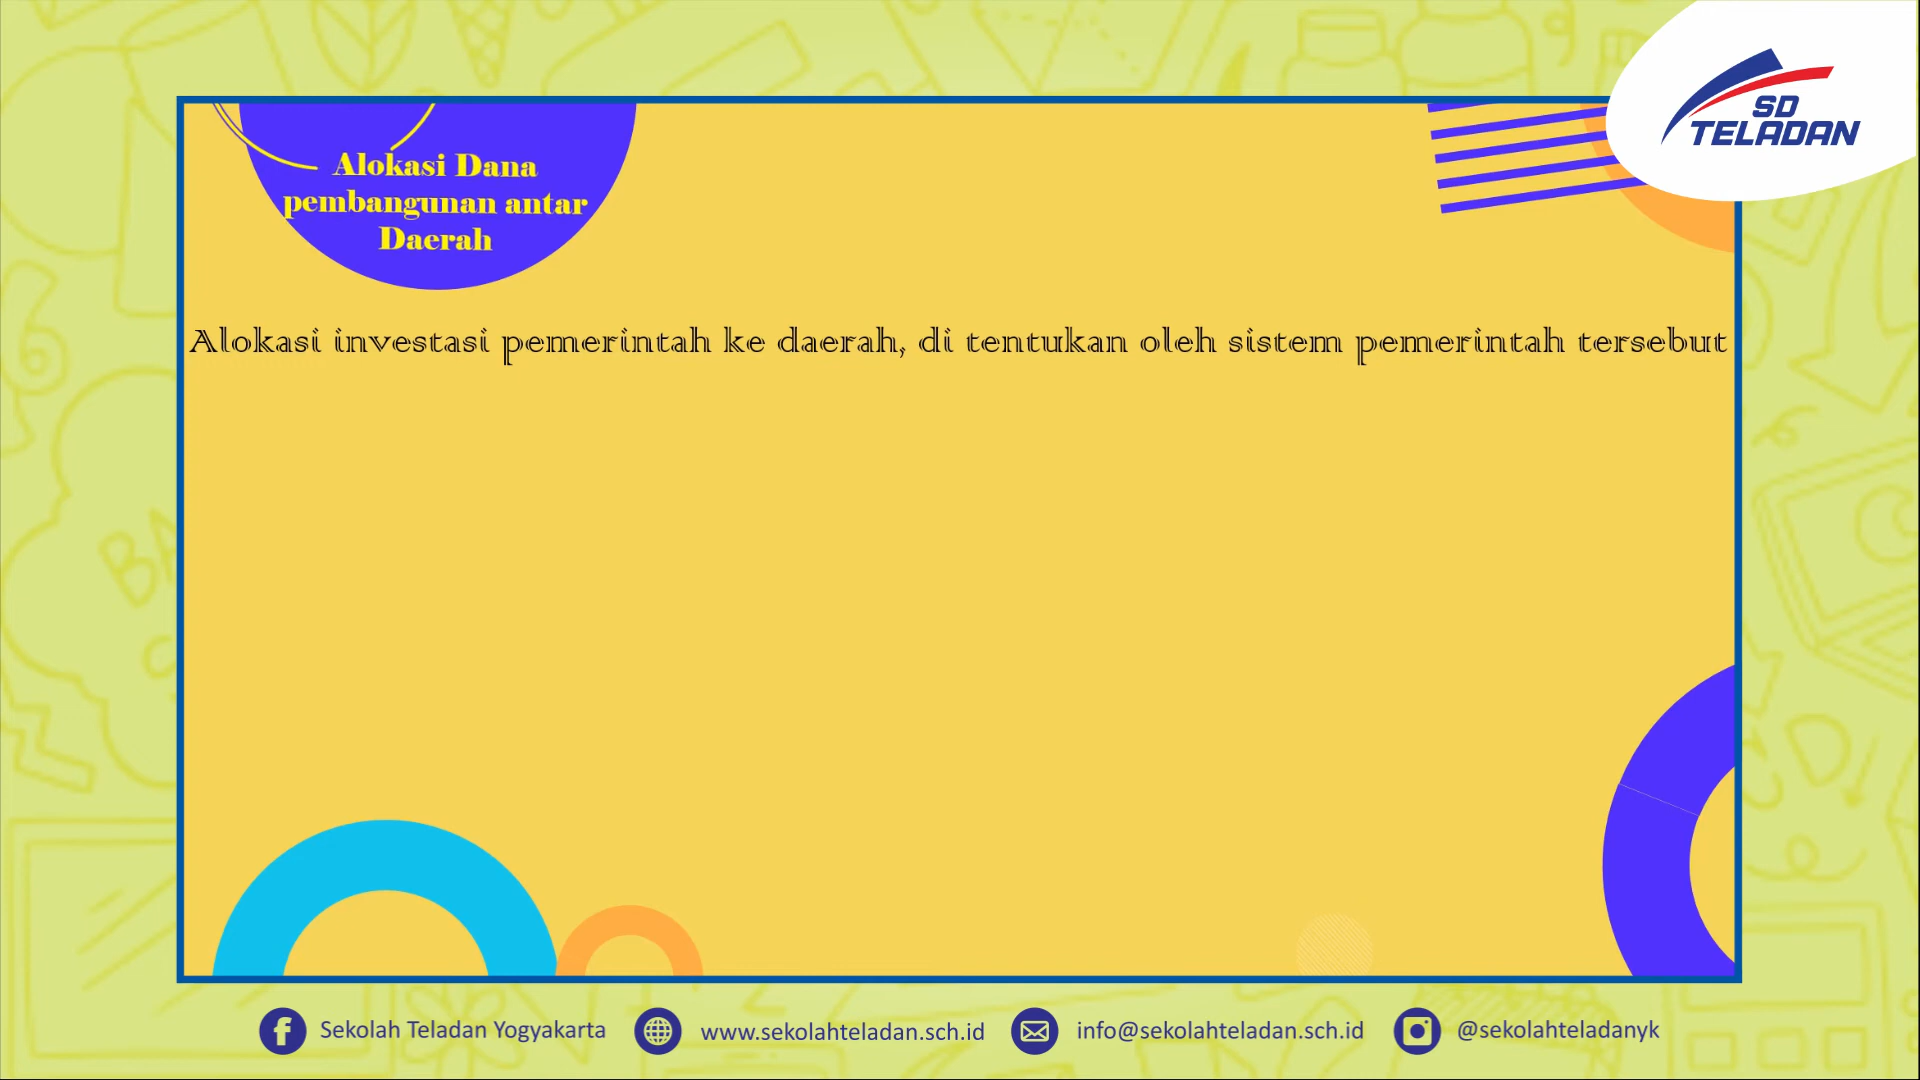 SD
TELADAN
Alokasi Dana
pembangunan antar
Daerah
Alokasi investasi pemerintah ke daerah, di tentukan oleh sistem pemerintah tersebut
Sekolah Teladan Yogyakarta
www.sekolahteladan.sch.id
info@sekolahteladan.sch.id
@sekolahteladanyk